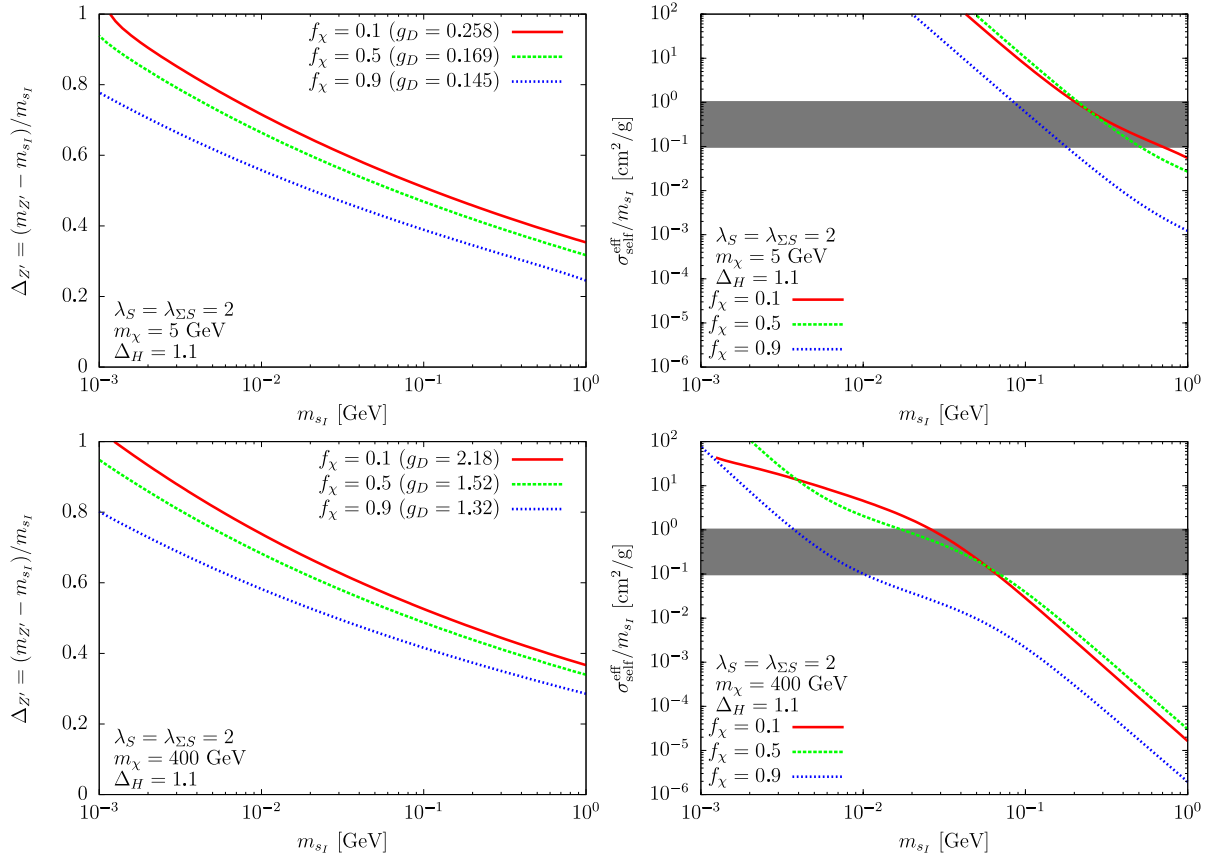 Δ_{Z'} = (m_{Z'} − m_{s_I})/m_{s_I}
1
0.8
0.6
0.4
0.2
0
f_χ = 0.1 (g_D = 0.258)
f_χ = 0.5 (g_D = 0.169)
f_χ = 0.9 (g_D = 0.145)
λ_S = λ_{ΣS} = 2
m_χ = 5 GeV
Δ_H = 1.1
10^{−3} 10^{−2} 10^{−1} 10^{0}
m_{s_I} [GeV]
σ^{eff}_{self}/m_{s_I} [cm^2/g]
10^{2}
10^{1}
10^{0}
10^{−1}
10^{−2}
10^{−3}
10^{−4}
10^{−5}
10^{−6}
λ_S = λ_{ΣS} = 2
m_χ = 5 GeV
Δ_H = 1.1
f_χ = 0.1
f_χ = 0.5
f_χ = 0.9
10^{−3} 10^{−2} 10^{−1} 10^{0}
m_{s_I} [GeV]
Δ_{Z'} = (m_{Z'} − m_{s_I})/m_{s_I}
1
0.8
0.6
0.4
0.2
0
f_χ = 0.1 (g_D = 2.18)
f_χ = 0.5 (g_D = 1.52)
f_χ = 0.9 (g_D = 1.32)
λ_S = λ_{ΣS} = 2
m_χ = 400 GeV
Δ_H = 1.1
10^{−3} 10^{−2} 10^{−1} 10^{0}
m_{s_I} [GeV]
σ^{eff}_{self}/m_{s_I} [cm^2/g]
10^{2}
10^{1}
10^{0}
10^{−1}
10^{−2}
10^{−3}
10^{−4}
10^{−5}
10^{−6}
λ_S = λ_{ΣS} = 2
m_χ = 400 GeV
Δ_H = 1.1
f_χ = 0.1
f_χ = 0.5
f_χ = 0.9
10^{−3} 10^{−2} 10^{−1} 10^{0}
m_{s_I} [GeV]